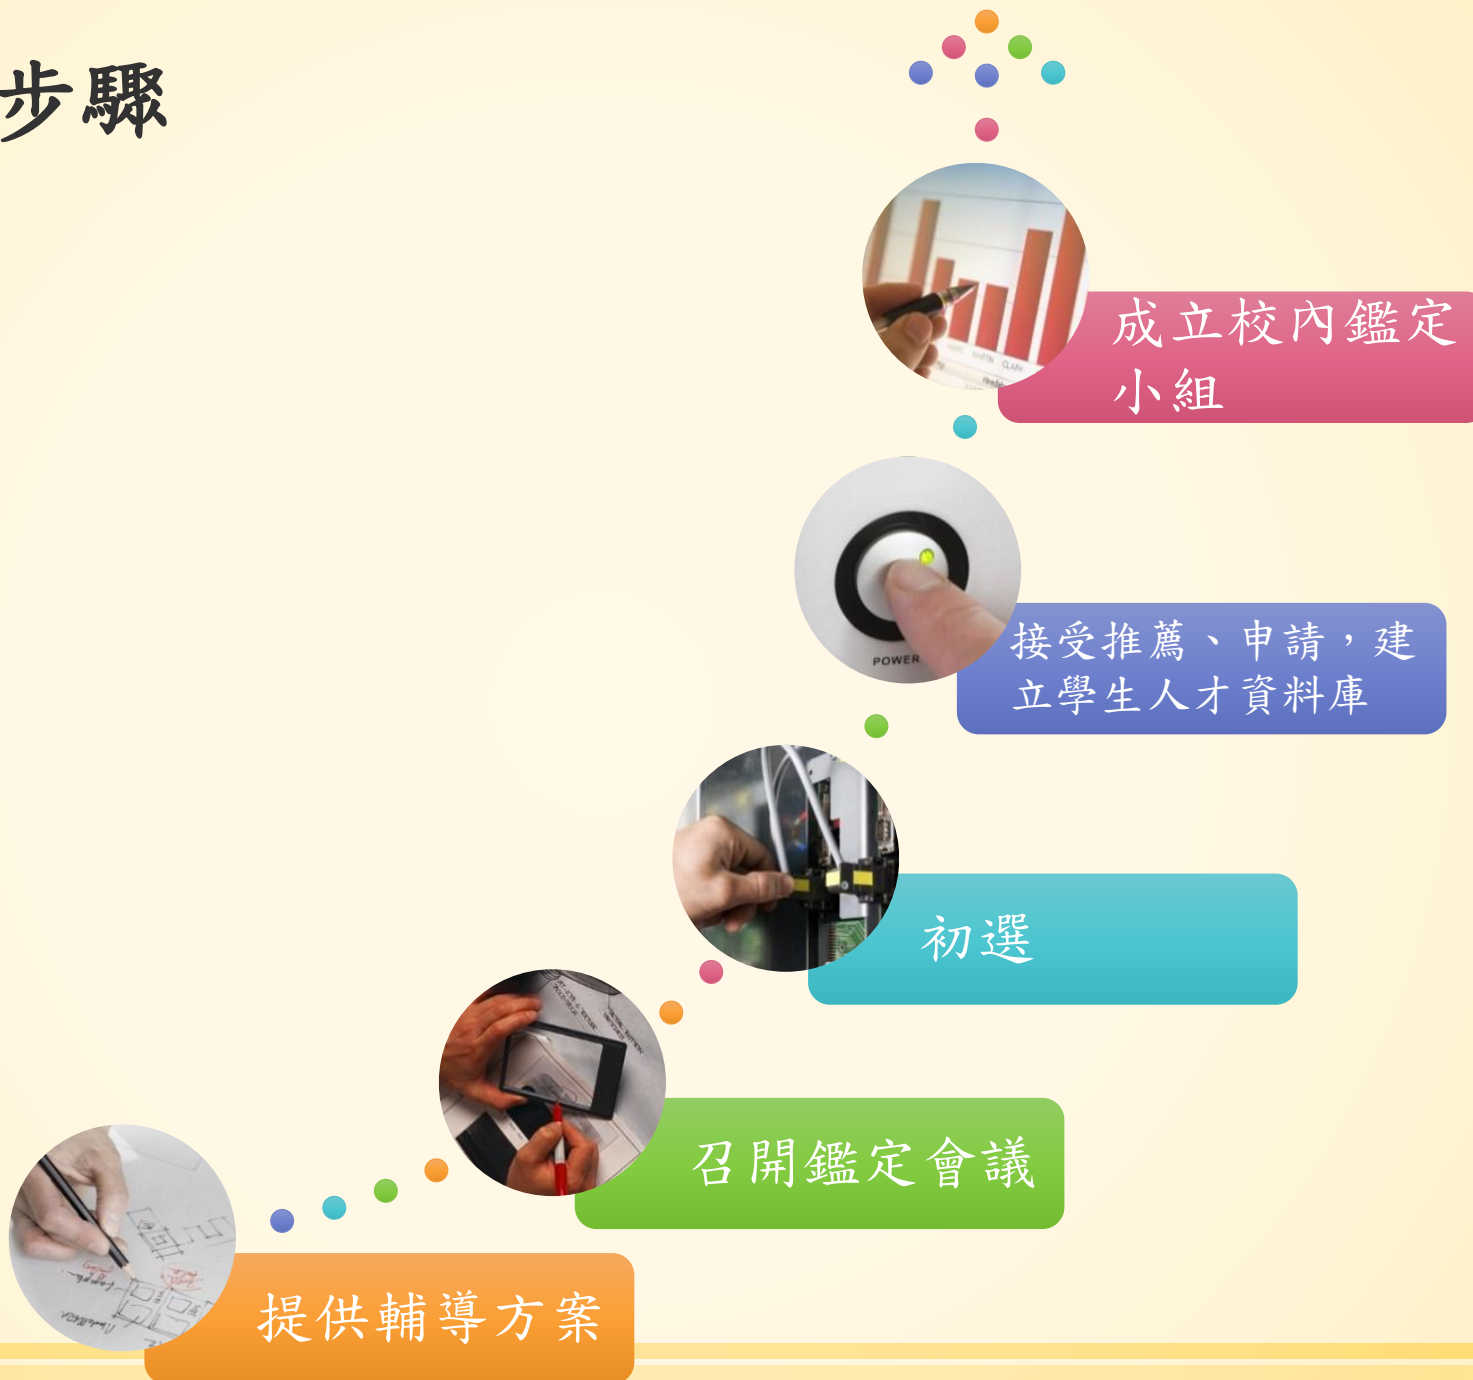 步驟
成立校內鑑定
小組
POWER
接受推薦、申請，建
立學生人才資料庫
初選
召開鑑定會議
提供輔導方案